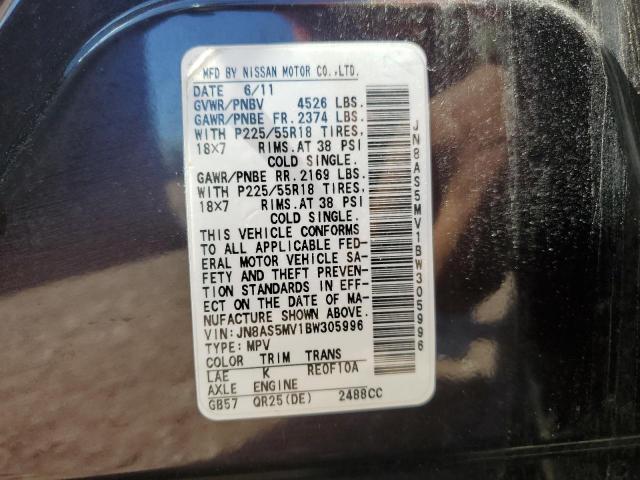 MFD BY NISSAN MOTOR CO.,LTD.
DATE 6/11
GVWR/PNBV 4526 LBS.
GAWR/PNBE FR. 2374 LBS.
WITH P225/55R18 TIRES,
18X7 RIMS. AT 38 PSI
COLD SINGLE.
GAWR/PNBE RR. 2169 LBS.
WITH P225/55R18 TIRES,
18X7 RIMS. AT 38 PSI
COLD SINGLE.
THIS VEHICLE CONFORMS
TO ALL APPLICABLE FED-
ERAL MOTOR VEHICLE SA-
FETY AND THEFT PREVEN-
TION STANDARDS IN EFF-
ECT ON THE DATE OF MA-
NUFACTURE SHOWN ABOVE.
VIN: JN8AS5MV1BW305996
TYPE: MPV
COLOR TRIM TRANS
LAE K RE0F10A
AXLE ENGINE
GB57 QR25(DE) 2488CC
JN8AS5MV1BW305996